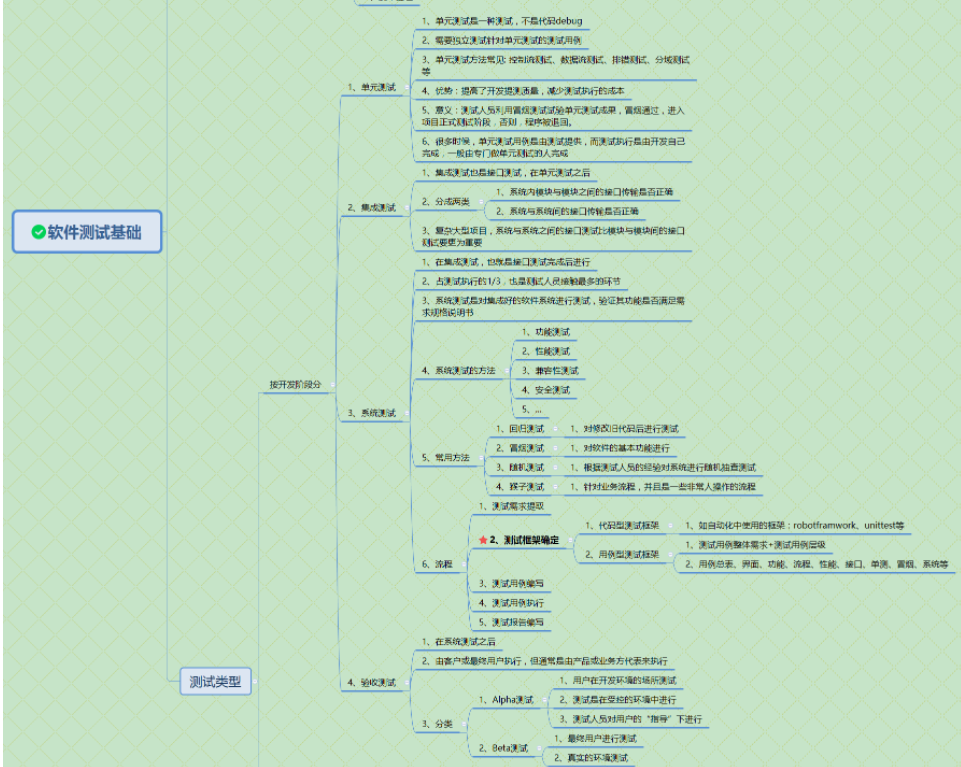 1、单元测试是一种测试，不是代码debug
2、需要独立测试针对单元测试的测试用例
3、单元测试方法常见: 控制流测试、数据流测试、排错测试、分域测试
等
1、单元测试
4、优势：提高了开发提测质量，减少测试执行的成本
5、意义：测试人员利用冒烟测试试验单元测试成果，冒烟通过，进入
项目正式测试阶段，否则，程序被退回。
6、很多时候，单元测试用例是由测试提供，而测试执行是由开发自己
完成，一般由专门做单元测试的人完成
1、集成测试也是接口测试，在单元测试之后
2、集成测试
2、分成两类
1、系统内模块与模块之间的接口传输是否正确
2、系统与系统间的接口传输是否正确
3、复杂大型项目，系统与系统之间的接口测试比模块与模块间的接口
测试要更为重要
软件测试基础
1、在集成测试，也就是接口测试完成后进行
2、占测试执行的1/3，也是测试人员接触最多的环节
3、系统测试是对集成好的软件系统进行测试，验证其功能是否满足需
求规格说明书
4、系统测试的方法
1、功能测试
2、性能测试
3、兼容性测试
4、安全测试
5、...
按开发阶段分
3、系统测试
5、常用方法
1、回归测试
1、对修改旧代码后进行测试
2、冒烟测试
1、对软件的基本功能进行
3、随机测试
1、根据测试人员的经验对系统进行随机抽查测试
4、猴子测试
1、针对业务流程，并且是一些非常人操作的流程
6、流程
1、测试需求提取
2、测试框架确定
1、代码型测试框架
1、如自动化中使用的框架：robotframwork、unittest等
2、用例型测试框架
1、测试用例整体需求+测试用例层级
2、用例总表、界面、功能、流程、性能、接口、单测、冒烟、系统等
3、测试用例编写
4、测试用例执行
5、测试报告编写
测试类型
4、验收测试
1、在系统测试之后
2、由客户或最终用户执行，但通常是由产品或业务方代表来执行
3、分类
1、Alpha测试
1、用户在开发环境的场所测试
2、测试是在受控的环境中进行
3、测试人员对用户的“指导”下进行
2、Beta测试
1、最终用户进行测试
2、真实的环境测试